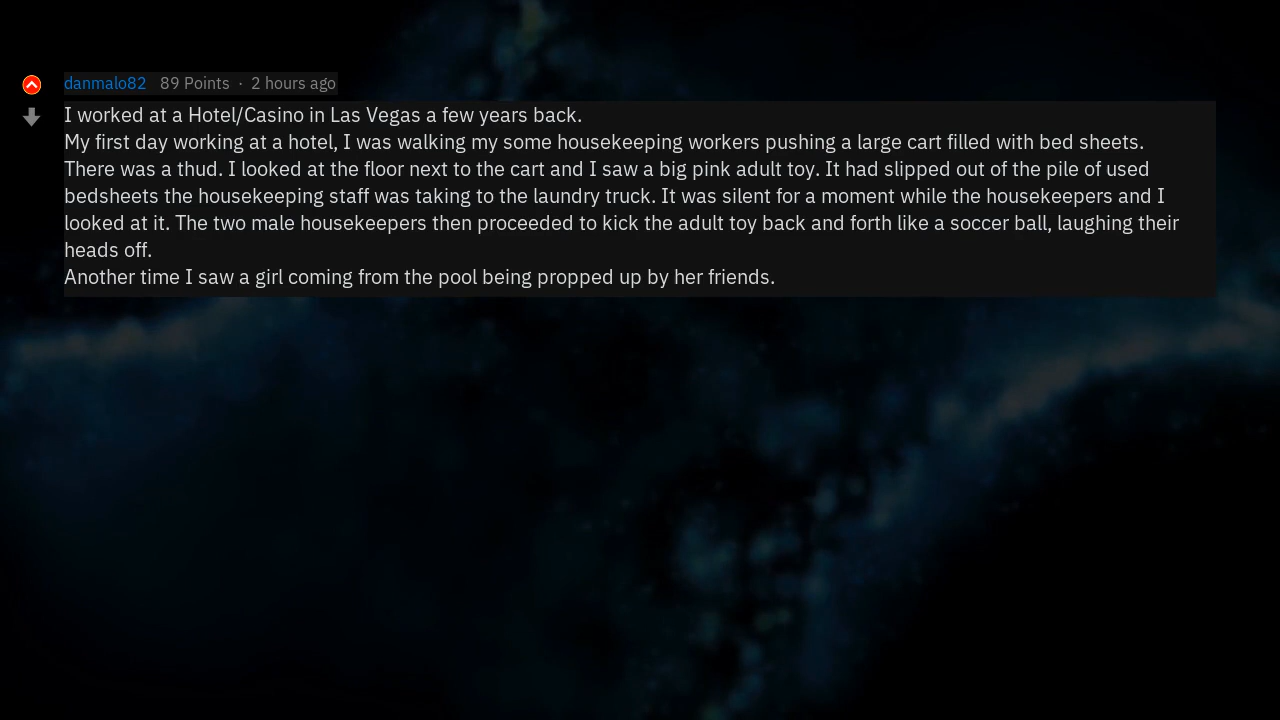 danmalo82 89 Points · 2 hours ago
I worked at a Hotel/Casino in Las Vegas a few years back.
My first day working at a hotel, I was walking my some housekeeping workers pushing a large cart filled with bed sheets.
There was a thud. I looked at the floor next to the cart and I saw a big pink adult toy. It had slipped out of the pile of used
bedsheets the housekeeping staff was taking to the laundry truck. It was silent for a moment while the housekeepers and I
looked at it. The two male housekeepers then proceeded to kick the adult toy back and forth like a soccer ball, laughing their
heads off.
Another time I saw a girl coming from the pool being propped up by her friends.